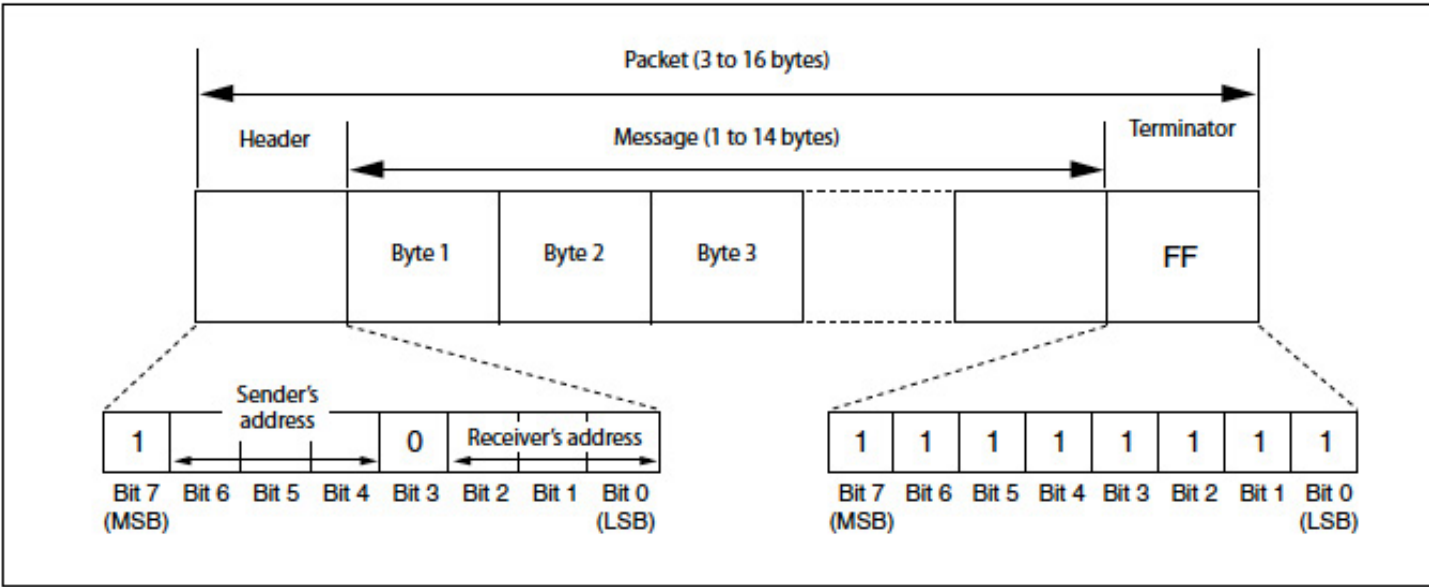 Packet (3 to 16 bytes)
Header
Message (1 to 14 bytes)
Terminator
Byte 1
Byte 2
Byte 3
FF
Sender's
address
1
0
Receiver's address
Bit 7
(MSB)
Bit 6
Bit 5
Bit 4
Bit 3
Bit 2
Bit 1
Bit 0
(LSB)
1
1
1
1
1
1
1
1
Bit 7
(MSB)
Bit 6
Bit 5
Bit 4
Bit 3
Bit 2
Bit 1
Bit 0
(LSB)